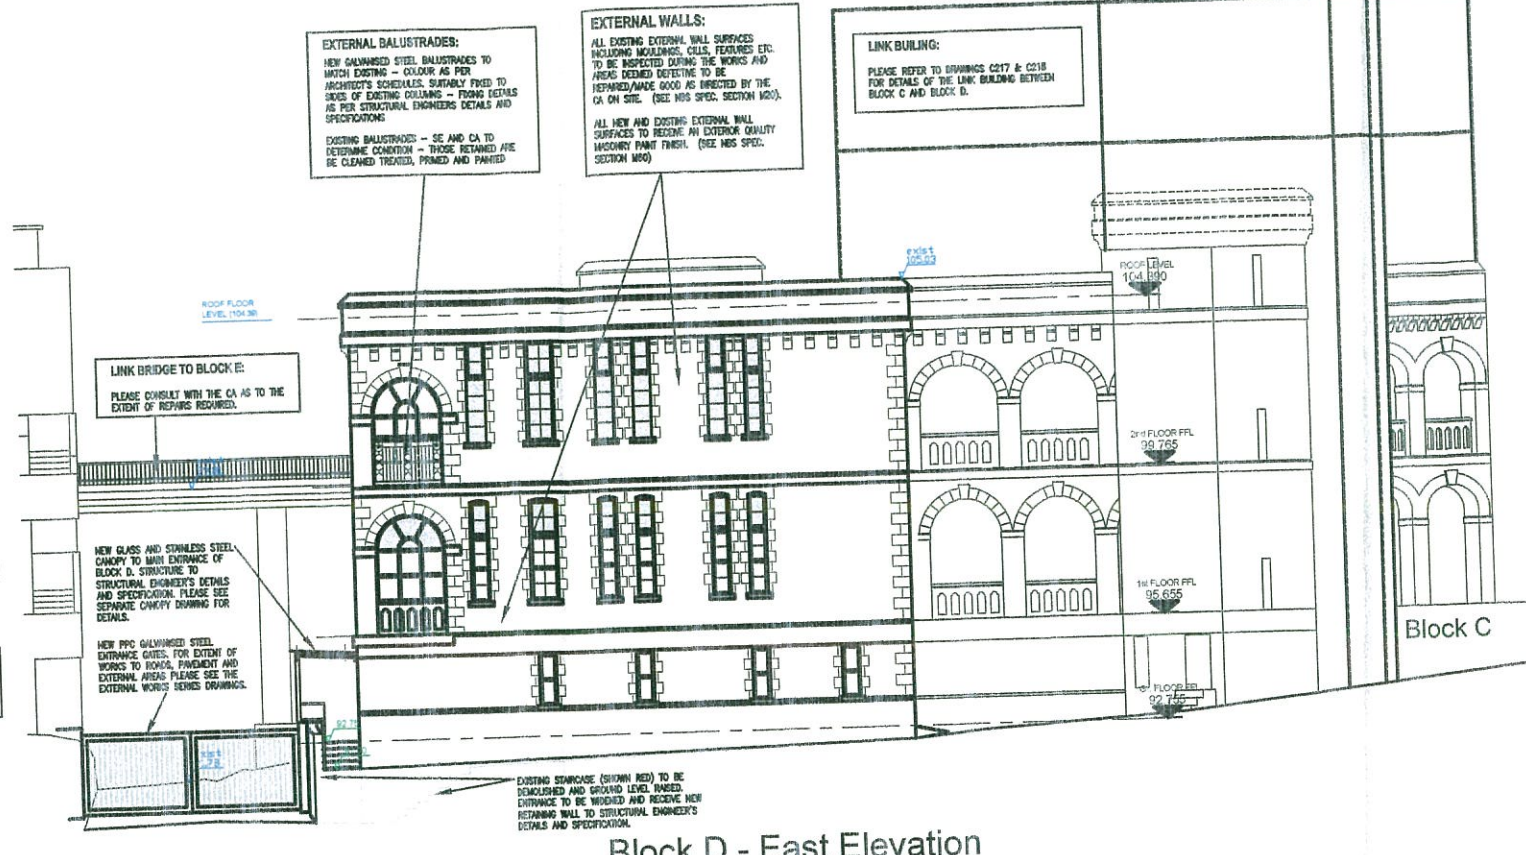 EXTERNAL BALUSTRADES:
NEW GALVANISED STEEL BALUSTRADES TO
MATCH EXISTING – COLOUR AS PER
ARCHITECT'S SCHEDULES. SUITABLY FIXED TO
SIDES OF EXISTING COLUMNS – FIXING DETAILS
AS PER STRUCTURAL ENGINEERS DETAILS AND
SPECIFICATIONS
EXISTING BALUSTRADES – SE AND CA TO
DETERMINE CONDITION – THOSE RETAINED ARE
BE CLEANED TREATED, PRIMED AND PAINTED
EXTERNAL WALLS:
ALL EXISTING EXTERNAL WALL SURFACES
INCLUDING MOULDINGS, CILLS, FEATURES ETC.
TO BE INSPECTED DURING THE WORKS AND
AREAS DEEMED DEFECTIVE TO BE
REPAIRED/MADE GOOD AS DIRECTED BY THE
CA ON SITE. (SEE NBS SPEC. SECTION M20).
ALL NEW AND EXISTING EXTERNAL WALL
SURFACES TO RECEIVE AN EXTERIOR QUALITY
MASONRY PAINT FINISH. (SEE NBS SPEC.
SECTION M60)
LINK BUILING:
PLEASE REFER TO DRAWINGS C217 & C218
FOR DETAILS OF THE LINK BUILDING BETWEEN
BLOCK C AND BLOCK D.
exist
105.03
ROOF LEVEL
104.390
ROOF FLOOR
LEVEL (104.39)
LINK BRIDGE TO BLOCK E:
PLEASE CONSULT WITH THE CA AS TO THE
EXTENT OF REPAIRS REQUIRED.
2nd FLOOR FFL
99.765
NEW GLASS AND STAINLESS STEEL
CANOPY TO MAIN ENTRANCE OF
BLOCK D. STRUCTURE TO
STRUCTURAL ENGINEER'S DETAILS
AND SPECIFICATION. PLEASE SEE
SEPARATE CANOPY DRAWING FOR
DETAILS.
1st FLOOR FFL
95.655
Block C
NEW PPC GALVANISED STEEL
ENTRANCE GATES. FOR EXTENT OF
WORKS TO ROADS, PAVEMENT AND
EXTERNAL AREAS PLEASE SEE THE
EXTERNAL WORKS SERIES DRAWINGS.
FLOOR FFL
92.755
EXISTING STAIRCASE (SHOWN RED) TO BE
DEMOLISHED AND GROUND LEVEL RAISED.
ENTRANCE TO BE WIDENED AND RECEIVE NEW
RETAINING WALL TO STRUCTURAL ENGINEER'S
DETAILS AND SPECIFICATION.
Block D - East Elevation